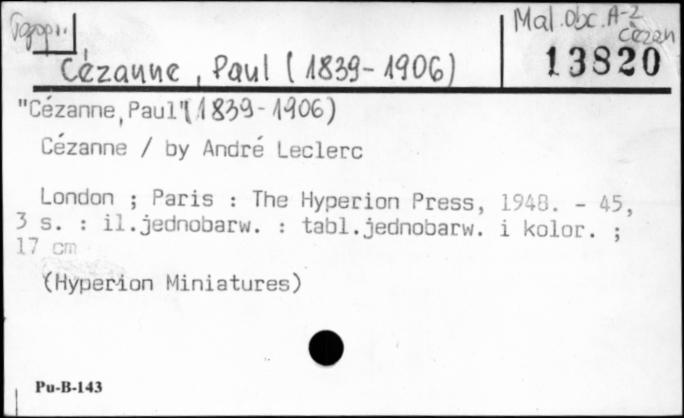 Mal.Obc.A-2
Cèzan
13820
Cézanne, Paul (1839-1906)
"Cézanne, Paul"(1839-1906)
Cézanne / by André Leclerc
London ; Paris : The Hyperion Press, 1948. - 45,
3 s. : il.jednobarw. : tabl.jednobarw. i kolor. ;
17 cm
(Hyperion Miniatures)
Pu-B-143